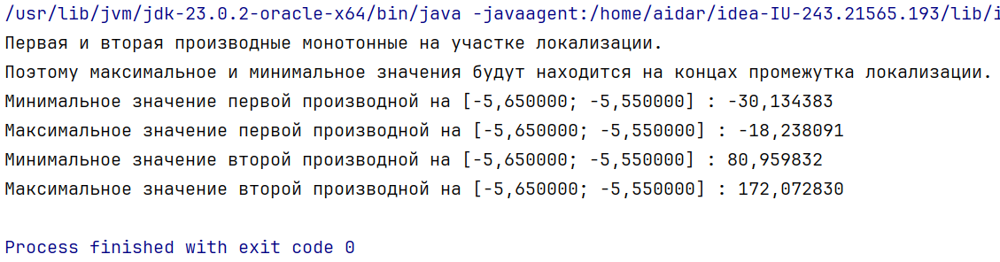 /usr/lib/jvm/jdk-23.0.2-oracle-x64/bin/java -javaagent:/home/aidar/idea-IU-243.21565.193/lib/i
Первая и вторая производные монотонные на участке локализации.
Поэтому максимальное и минимальное значения будут находится на концах промежутка локализации.
Минимальное значение первой производной на [-5,650000; -5,550000] : -30,134383
Максимальное значение первой производной на [-5,650000; -5,550000] : -18,238091
Минимальное значение второй производной на [-5,650000; -5,550000] : 80,959832
Максимальное значение второй производной на [-5,650000; -5,550000] : 172,072830
Process finished with exit code 0